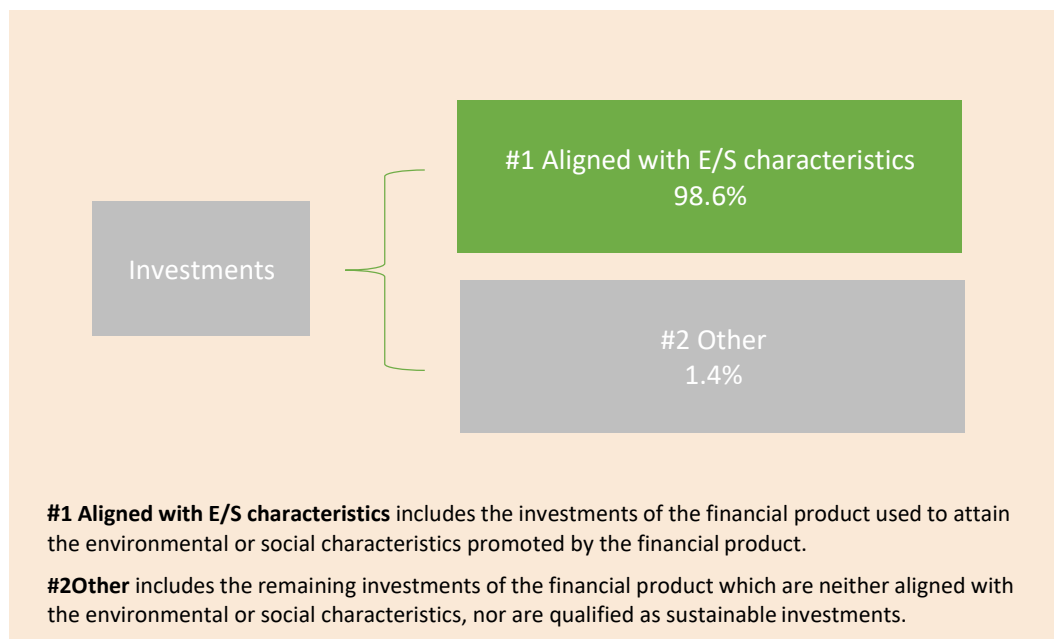 #1 Aligned with E/S characteristics
98.6%
Investments
#2 Other
1.4%
#1 Aligned with E/S characteristics includes the investments of the financial product used to attain
the environmental or social characteristics promoted by the financial product.
#2Other includes the remaining investments of the financial product which are neither aligned with
the environmental or social characteristics, nor are qualified as sustainable investments.